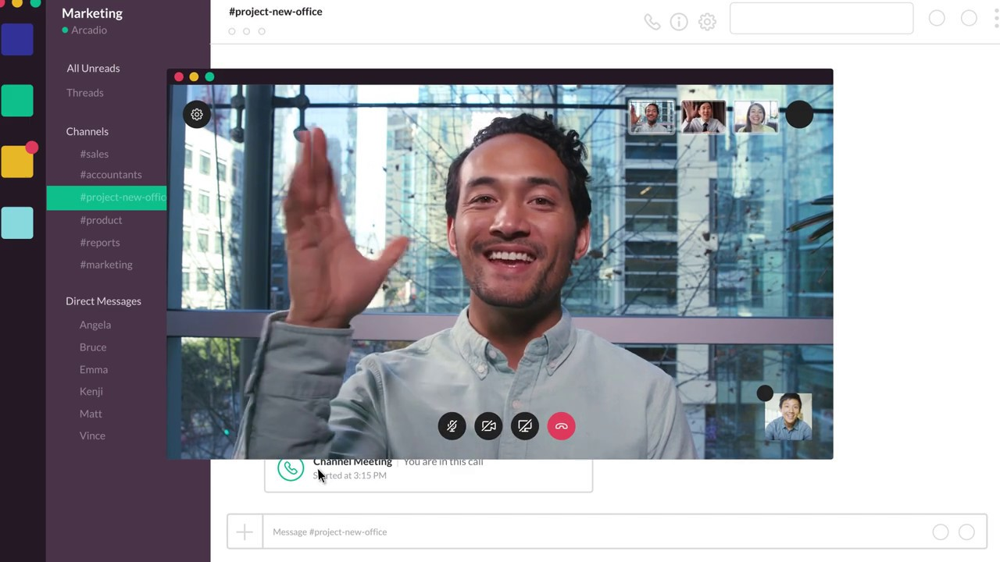 Marketing
Arcadio
All Unreads
Threads
Channels
#sales
#accountants
#project-new-offic
#product
#reports
#marketing
Direct Messages
Angela
Bruce
Emma
Kenji
Matt
Vince
#project-new-office
Channel Meeting You are in this call
Started at 3:15 PM
Message #project-new-office